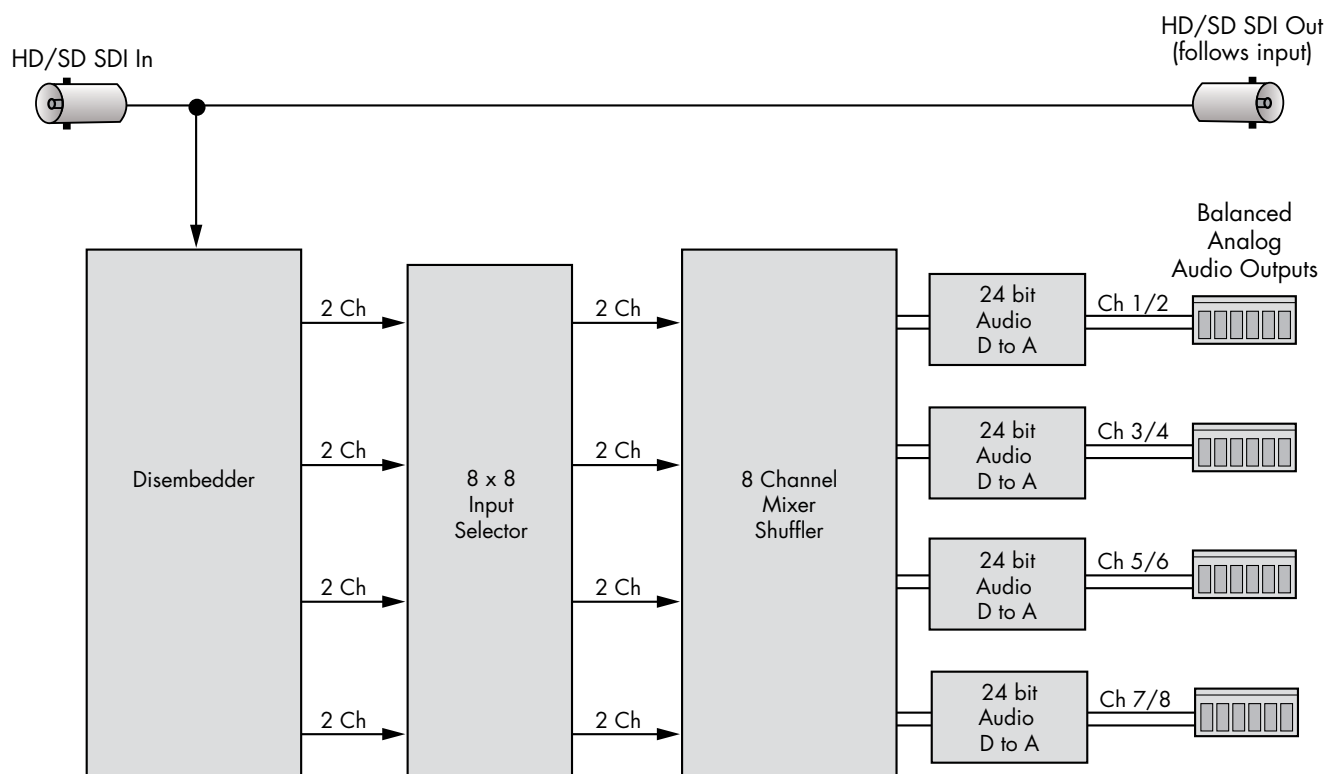 HD/SD SDI In
HD/SD SDI Out
(follows input)
Balanced
Analog
Audio Outputs
2 Ch
2 Ch
24 bit
Audio
D to A
Ch 1/2
2 Ch
2 Ch
24 bit
Audio
D to A
Ch 3/4
Disembedder
8 x 8
Input
Selector
8 Channel
Mixer
Shuffler
2 Ch
2 Ch
24 bit
Audio
D to A
Ch 5/6
2 Ch
2 Ch
24 bit
Audio
D to A
Ch 7/8